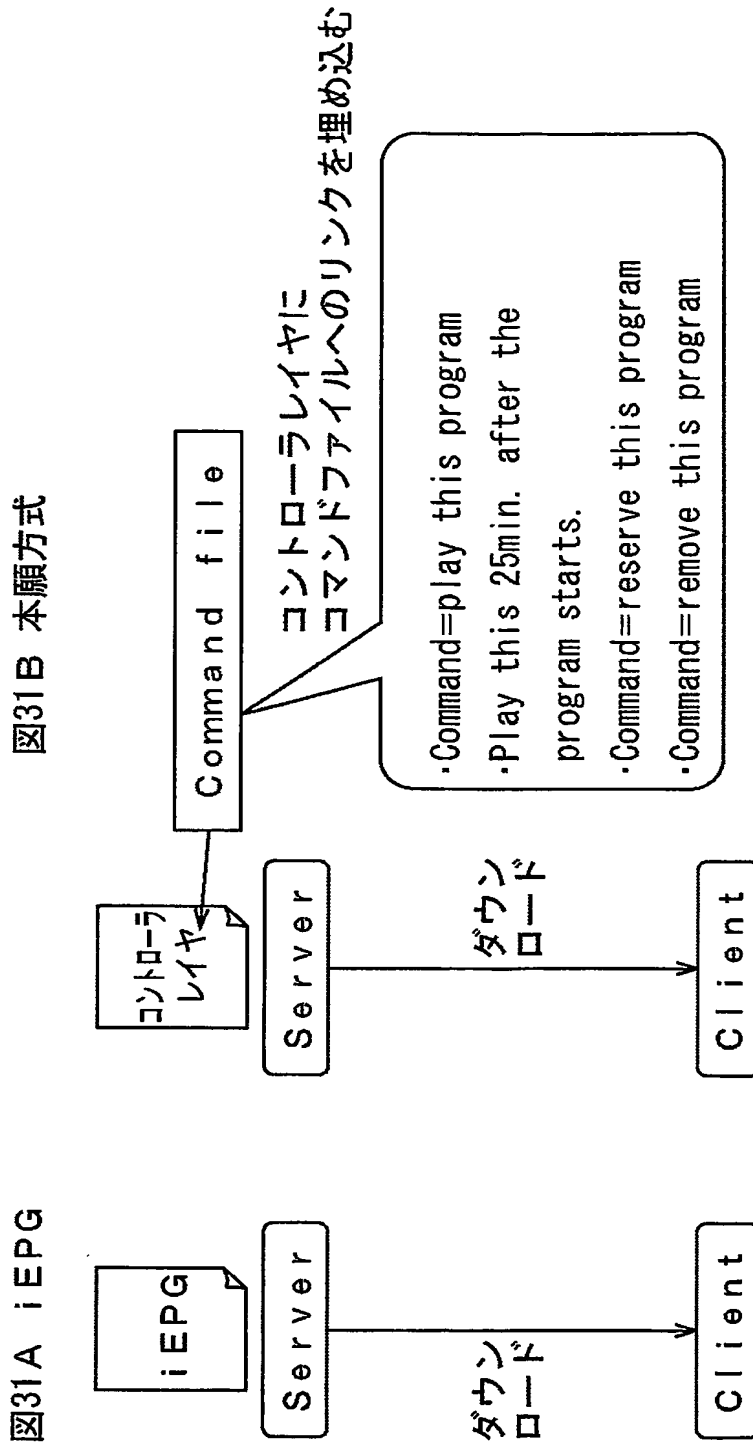 図31A iEPG
iEPG
Server
ダウン
ロード
Client
図31B 本願方式
コントローラ
レイヤ
Server
ダウン
ロード
Client
Command file
コントローラレイヤに
コマンドファイルへのリンクを埋め込む
・Command=play this program
・Play this 25min. after the
program starts.
・Command=reserve this program
・Command=remove this program